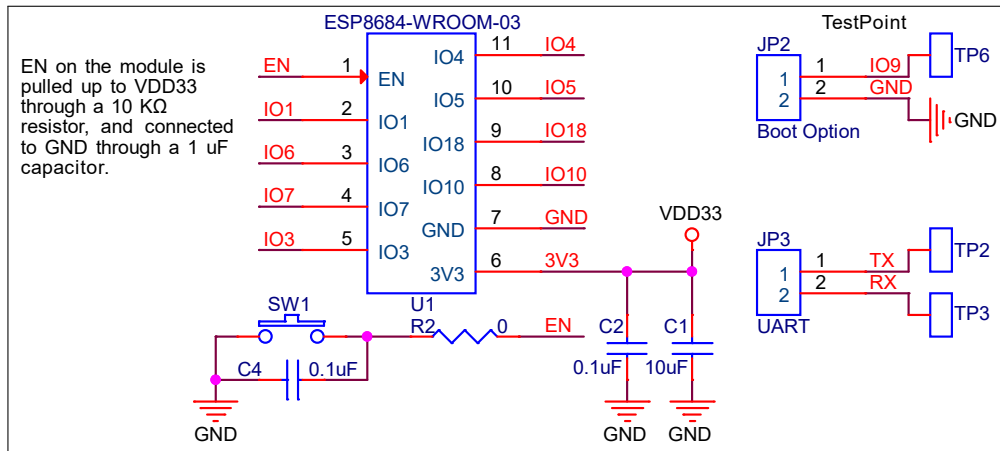 ESP8684-WROOM-03
TestPoint
EN on the module is
pulled up to VDD33
through a 10 KΩ
resistor, and connected
to GND through a 1 uF
capacitor.
EN 1 EN
IO1 2 IO1
IO6 3 IO6
IO7 4 IO7
IO3 5 IO3
IO4 11 IO4
IO5 10 IO5
IO18 9 IO18
IO10 8 IO10
GND 7 GND
3V3 6 3V3
U1
VDD33
JP2
1 1 IO9 TP6
2 2 GND
GND
Boot Option
JP3
1 1 TX TP2
2 2 RX TP3
UART
SW1
R2 0 EN
C4 0.1uF
GND
C2 C1
0.1uF 10uF
GND GND